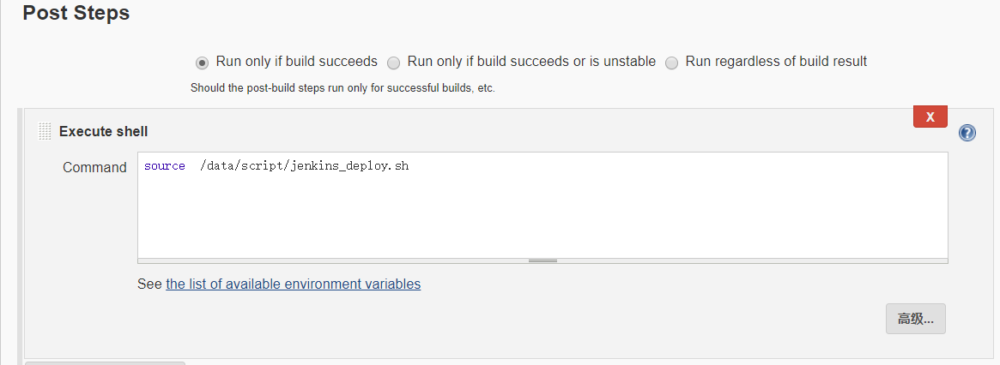 Post Steps
Run only if build succeeds Run only if build succeeds or is unstable Run regardless of build result
Should the post-build steps run only for successful builds, etc.
X
Execute shell
?
Command
source /data/script/jenkins_deploy.sh
See the list of available environment variables
高级...